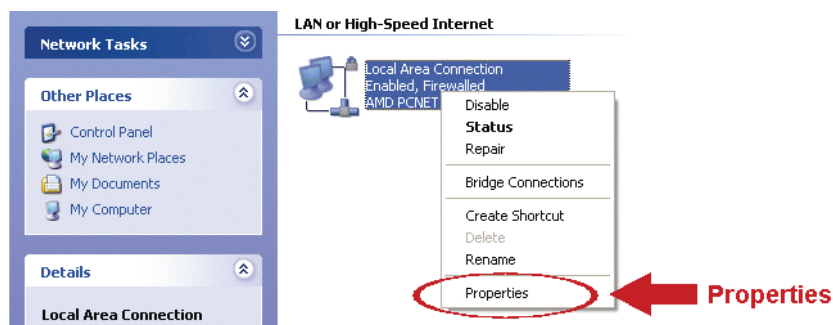 LAN or High-Speed Internet
Network Tasks
Other Places
Control Panel
My Network Places
My Documents
My Computer
Details
Local Area Connection
Local Area Connection
Enabled, Firewalled
AMD PCNET
Disable
Status
Repair
Bridge Connections
Create Shortcut
Delete
Rename
Properties
Properties